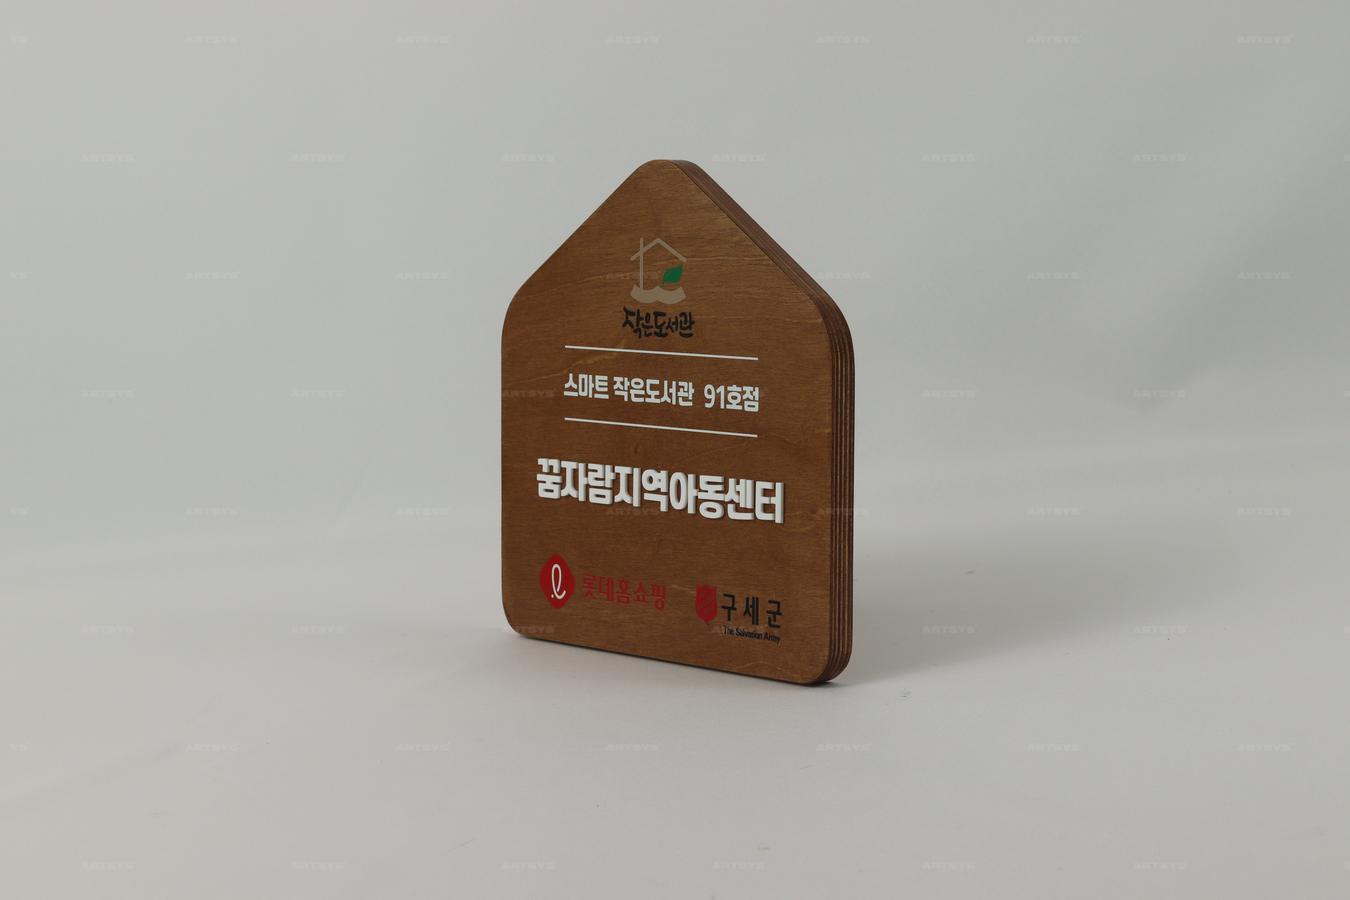 작은도서관
스마트 작은도서관 91호점
꿈자람지역아동센터
롯데홈쇼핑
구세군
The Salvation Army
ARTSYS